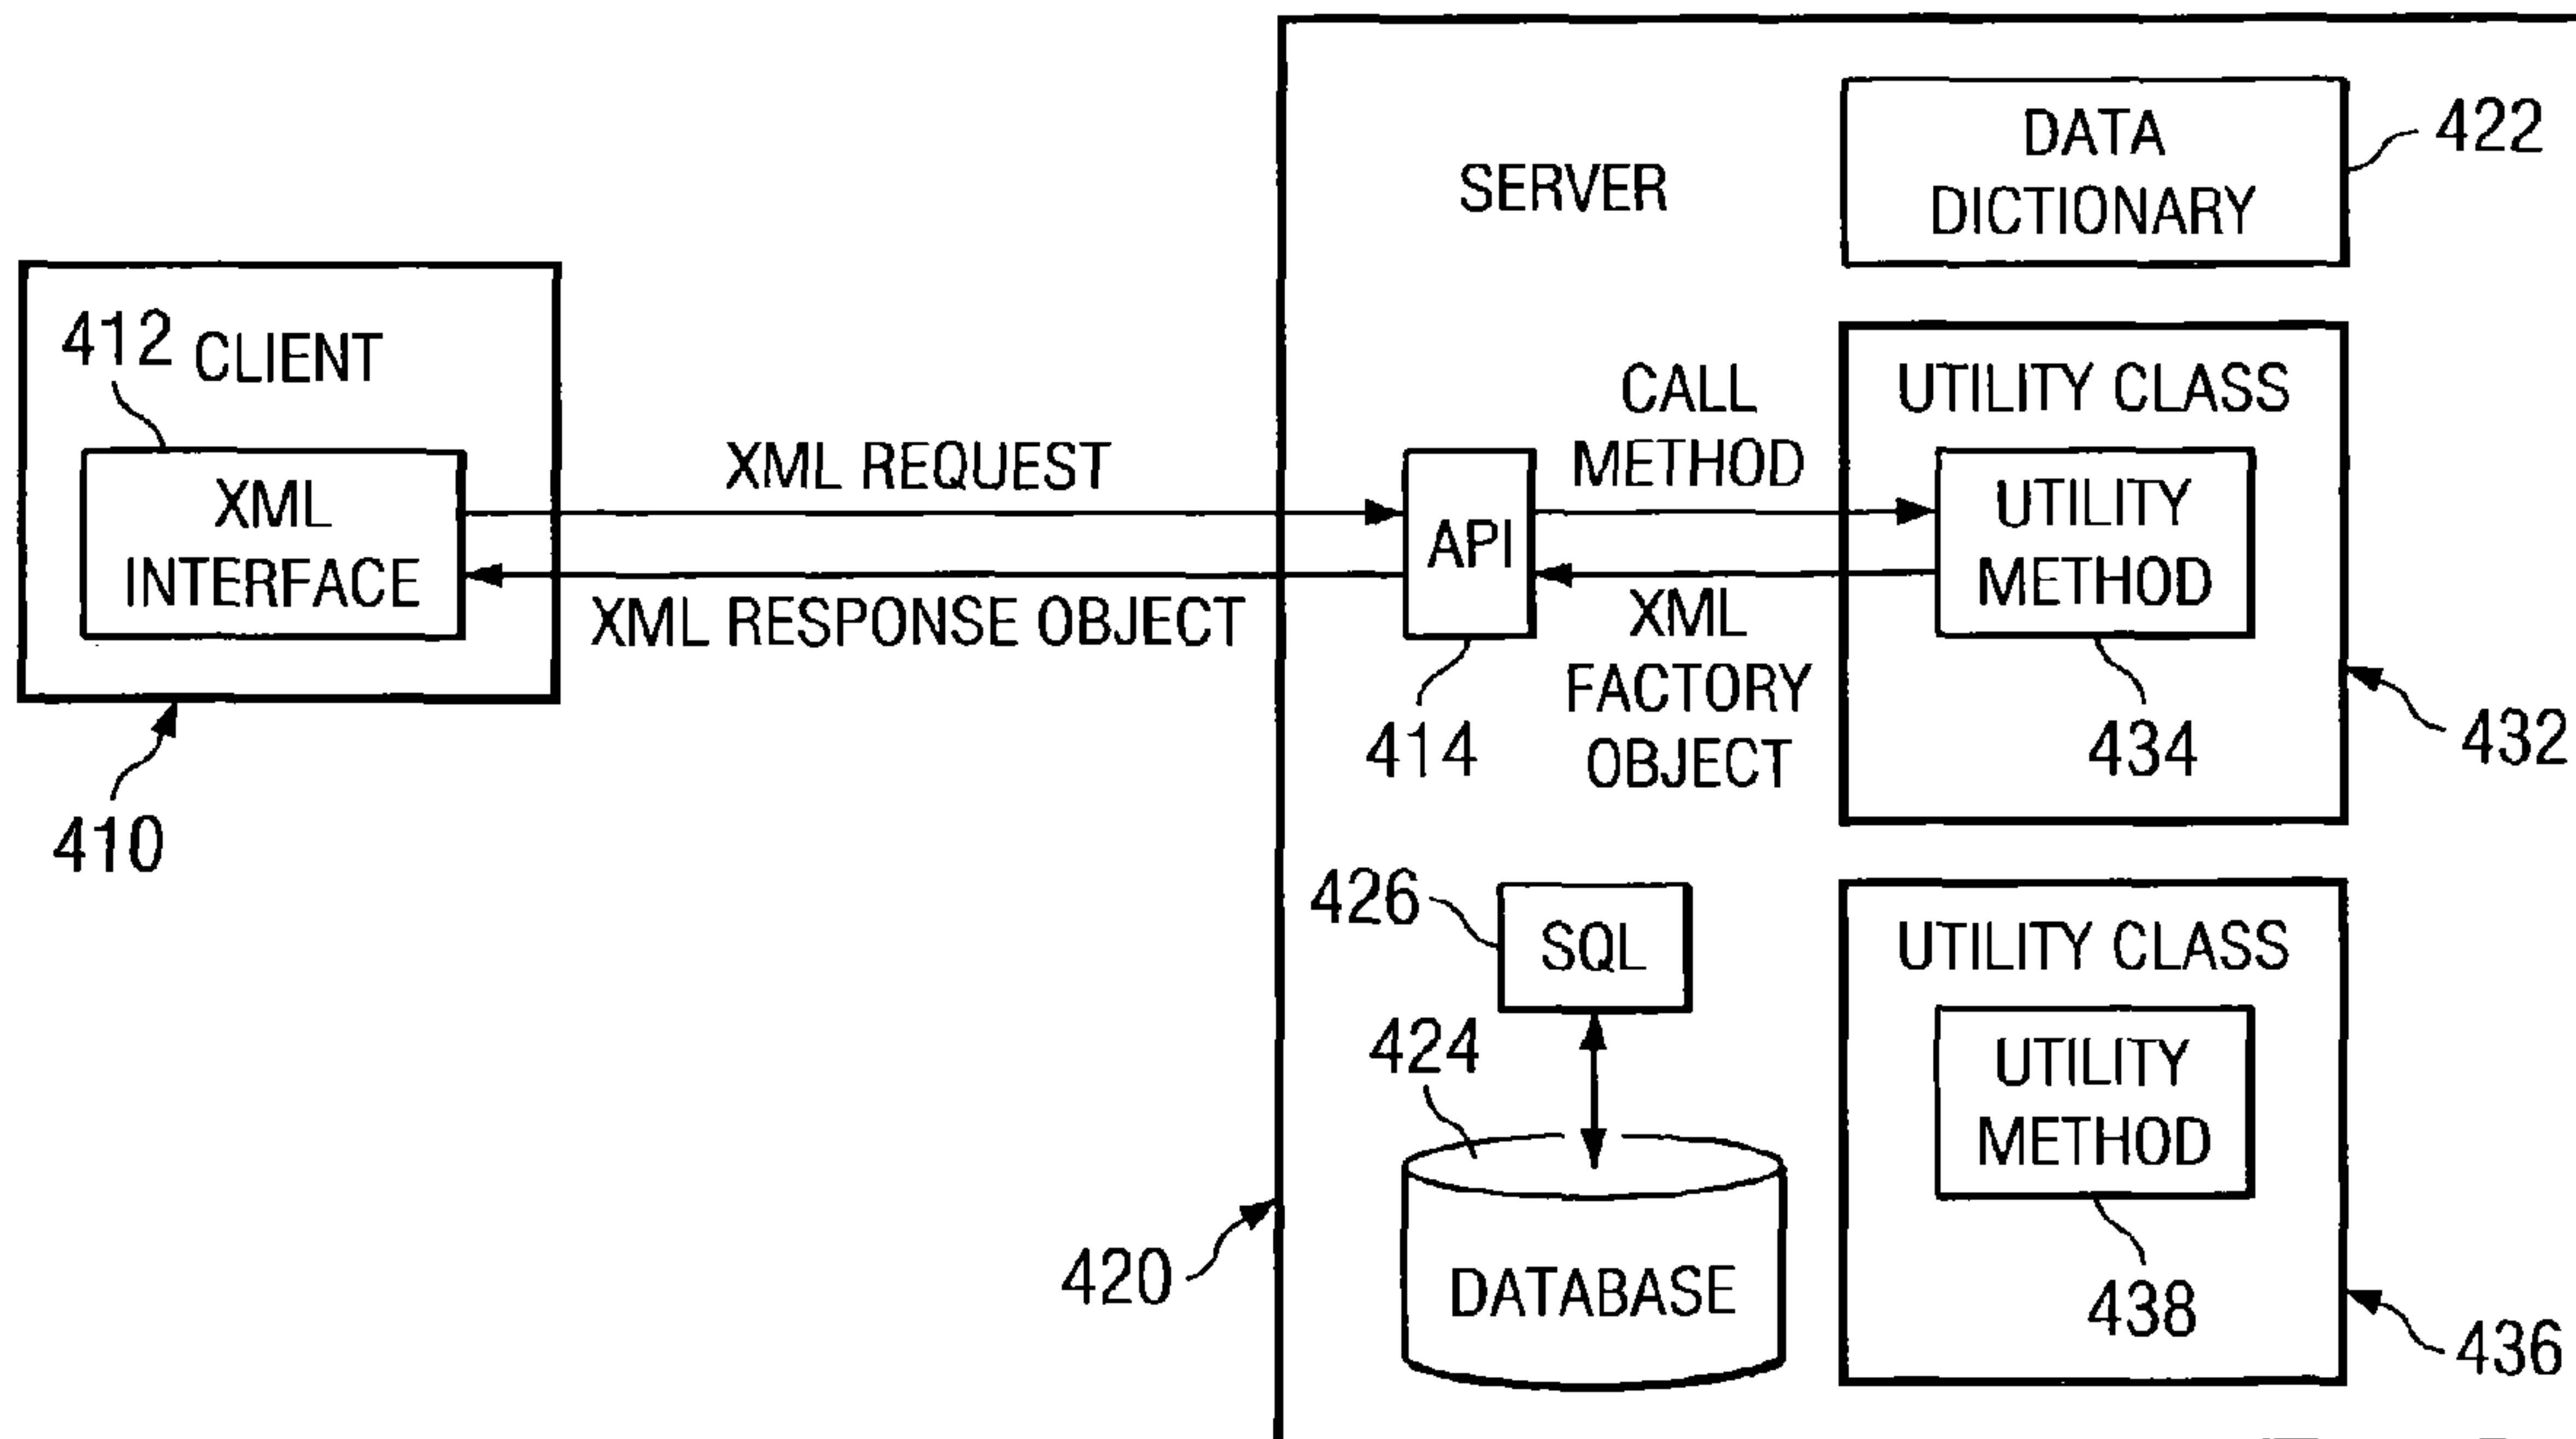 412 CLIENT
XML
INTERFACE
410
XML REQUEST
XML RESPONSE OBJECT
SERVER
DATA
DICTIONARY
422
API
414
CALL
METHOD
XML
FACTORY
OBJECT
UTILITY CLASS
UTILITY
METHOD
434
432
426
SQL
424
DATABASE
420
UTILITY CLASS
UTILITY
METHOD
438
436